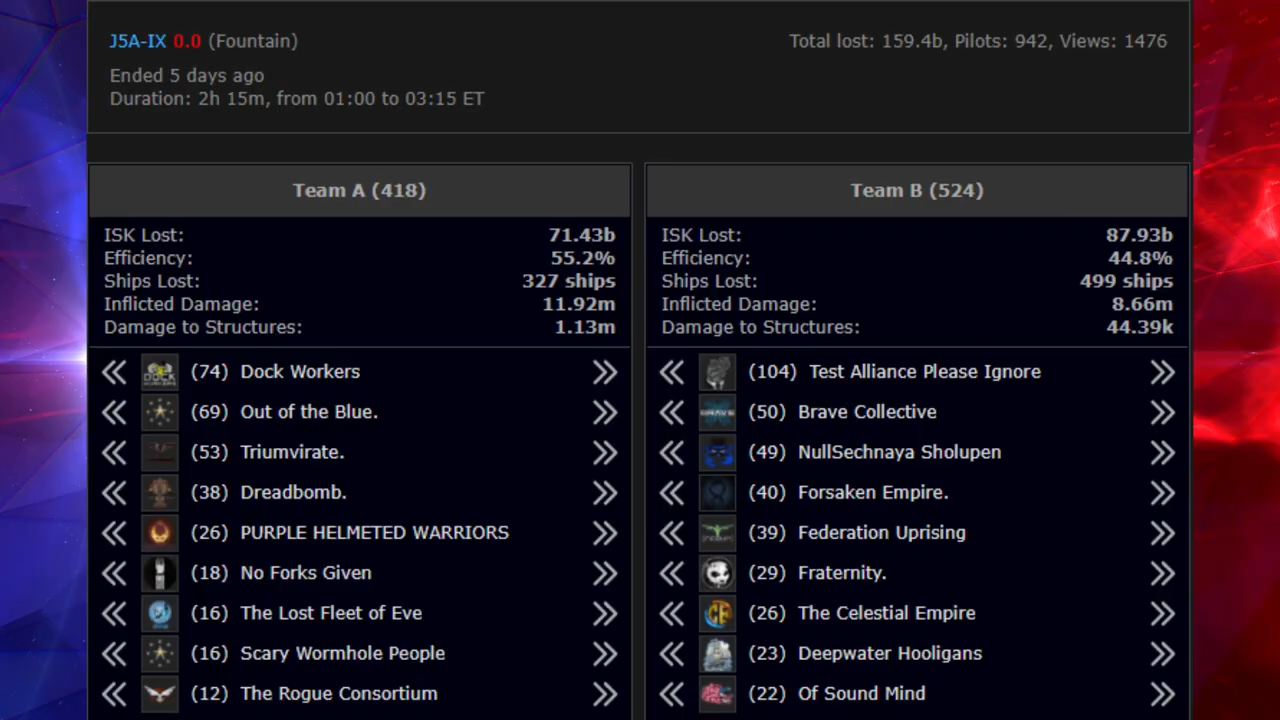 J5A-IX 0.0 (Fountain)
Total lost: 159.4b, Pilots: 942, Views: 1476
Ended 5 days ago
Duration: 2h 15m, from 01:00 to 03:15 ET
Team A (418)
ISK Lost: 71.43b
Efficiency: 55.2%
Ships Lost: 327 ships
Inflicted Damage: 11.92m
Damage to Structures: 1.13m
(74) Dock Workers
(69) Out of the Blue.
(53) Triumvirate.
(38) Dreadbomb.
(26) PURPLE HELMETED WARRIORS
(18) No Forks Given
(16) The Lost Fleet of Eve
(16) Scary Wormhole People
(12) The Rogue Consortium
Team B (524)
ISK Lost: 87.93b
Efficiency: 44.8%
Ships Lost: 499 ships
Inflicted Damage: 8.66m
Damage to Structures: 44.39k
(104) Test Alliance Please Ignore
(50) Brave Collective
(49) NullSechnaya Sholupen
(40) Forsaken Empire.
(39) Federation Uprising
(29) Fraternity.
(26) The Celestial Empire
(23) Deepwater Hooligans
(22) Of Sound Mind